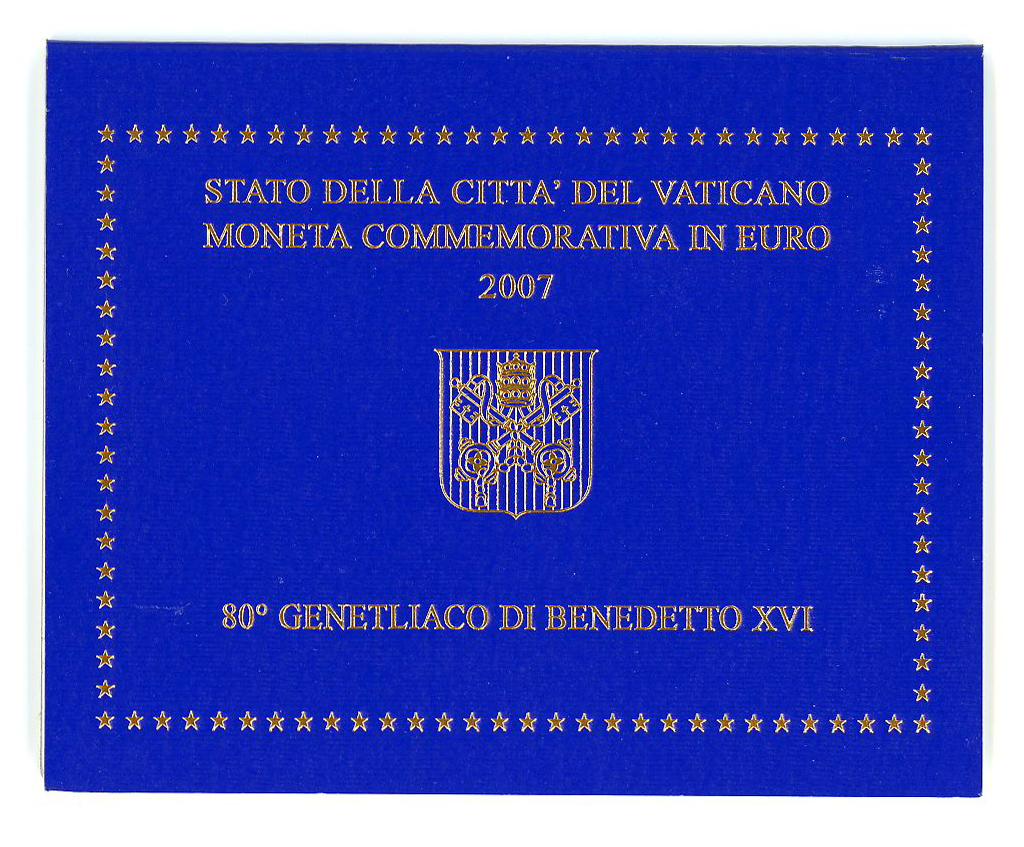 STATO DELLA CITTA' DEL VATICANO
MONETA COMMEMORATIVA IN EURO
2007
80° GENETLIACO DI BENEDETTO XVI